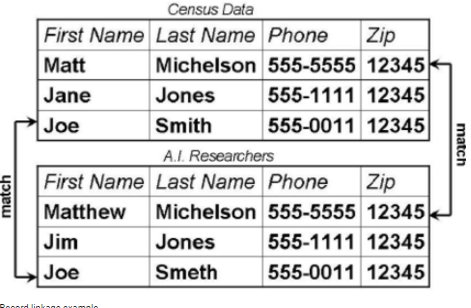 Census Data
First Name Last Name Phone Zip
Matt Michelson 555-5555 12345
Jane Jones 555-1111 12345
Joe Smith 555-0011 12345
match
match
A.I. Researchers
First Name Last Name Phone Zip
Matthew Michelson 555-5555 12345
Jim Jones 555-1111 12345
Joe Smeth 555-0011 12345
Record linkage example